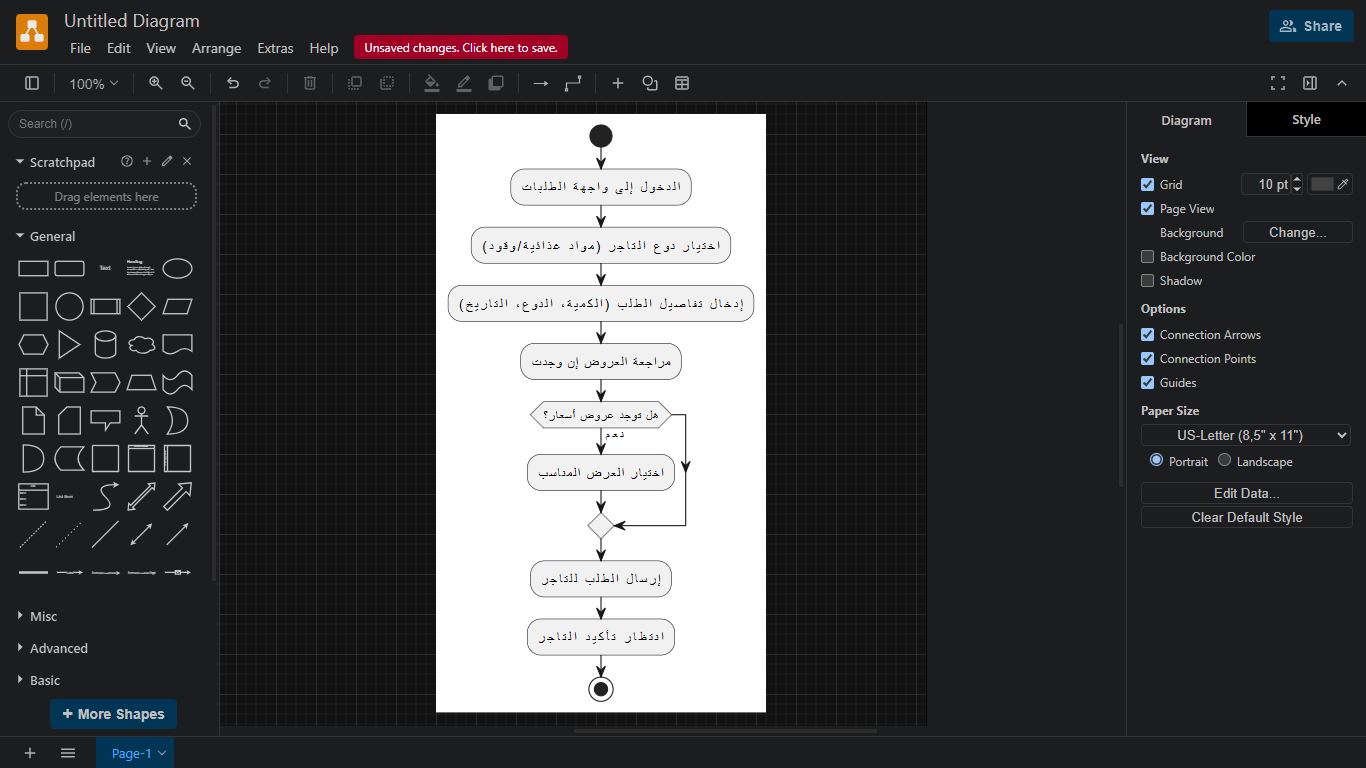 Untitled Diagram
Share
File Edit View Arrange Extras Help
Unsaved changes. Click here to save.
100%
Search (/)
Scratchpad
Drag elements here
General
Text
Heading
List Item
Misc
Advanced
Basic
+ More Shapes
Page-1
الدخول إلى واجهة الطلبات
اختيار نوع التاجر (مواد غذائية/وقود)
إدخال تفاصيل الطلب (الكمية، النوع، التاريخ)
مراجعة العروض إن وجدت
هل توجد عروض أسعار؟
نعم
اختيار العرض المناسب
إرسال الطلب للتاجر
انتظار تأكيد التاجر
Diagram
Style
View
Grid
10 pt
Page View
Background
Change...
Background Color
Shadow
Options
Connection Arrows
Connection Points
Guides
Paper Size
US-Letter (8,5" x 11")
Portrait Landscape
Edit Data...
Clear Default Style